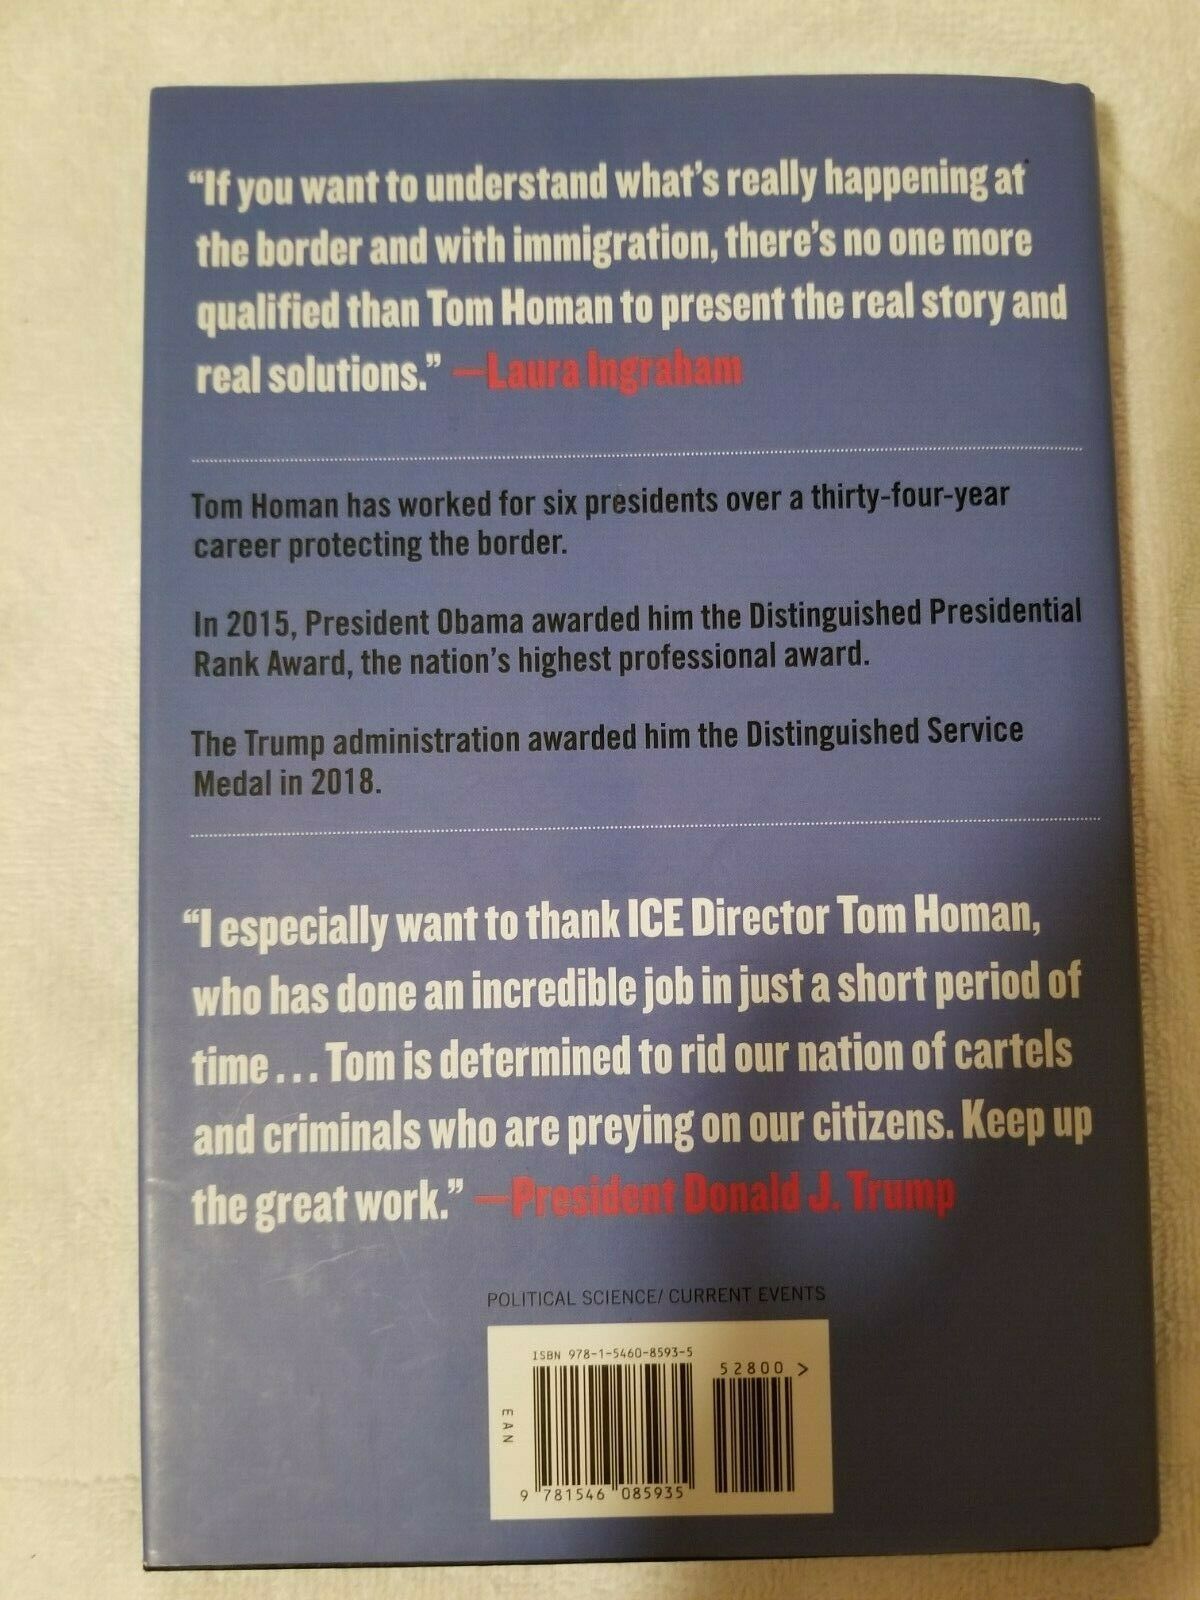 “If you want to understand what’s really happening at
the border and with immigration, there’s no one more
qualified than Tom Homan to present the real story and
real solutions.” —Laura Ingraham
Tom Homan has worked for six presidents over a thirty-four-year
career protecting the border.
In 2015, President Obama awarded him the Distinguished Presidential
Rank Award, the nation’s highest professional award.
The Trump administration awarded him the Distinguished Service
Medal in 2018.
“I especially want to thank ICE Director Tom Homan,
who has done an incredible job in just a short period of
time . . . Tom is determined to rid our nation of cartels
and criminals who are preying on our citizens. Keep up
the great work.” —President Donald J. Trump
POLITICAL SCIENCE/ CURRENT EVENTS
ISBN 978-1-5460-8593-5
52800 >
EAN
9 781546 085935